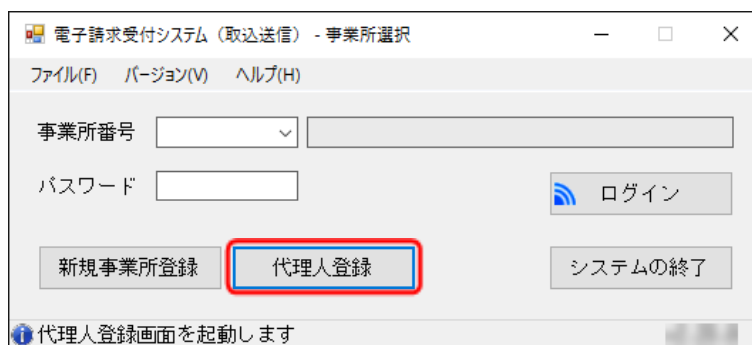 電子請求受付システム（取込送信） - 事業所選択
ファイル(F) バージョン(V) ヘルプ(H)
事業所番号
パスワード
ログイン
新規事業所登録 代理人登録 システムの終了
代理人登録画面を起動します